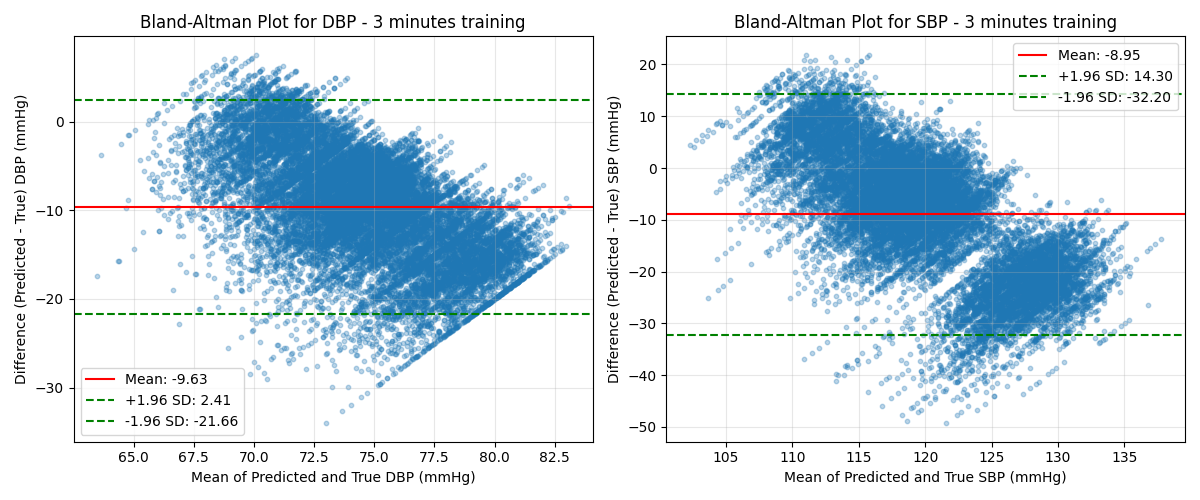 Bland-Altman Plot for DBP - 3 minutes training
Difference (Predicted - True) DBP (mmHg)
0
−10
−20
−30
Mean: -9.63
+1.96 SD: 2.41
-1.96 SD: -21.66
65.0 67.5 70.0 72.5 75.0 77.5 80.0 82.5
Mean of Predicted and True DBP (mmHg)
Bland-Altman Plot for SBP - 3 minutes training
Difference (Predicted - True) SBP (mmHg)
20
10
0
−10
−20
−30
−40
−50
Mean: -8.95
+1.96 SD: 14.30
-1.96 SD: -32.20
105 110 115 120 125 130 135
Mean of Predicted and True SBP (mmHg)